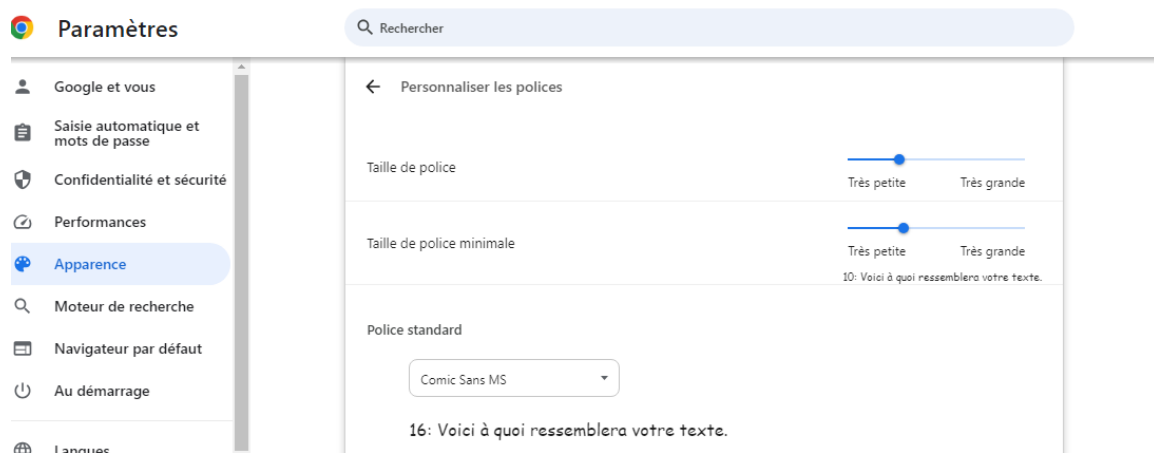 Paramètres
Rechercher
Google et vous
Saisie automatique et
mots de passe
Confidentialité et sécurité
Performances
Apparence
Moteur de recherche
Navigateur par défaut
Au démarrage
Langues
Personnaliser les polices
Taille de police
Très petite Très grande
Taille de police minimale
Très petite Très grande
10: Voici à quoi ressemblera votre texte.
Police standard
Comic Sans MS
16: Voici à quoi ressemblera votre texte.